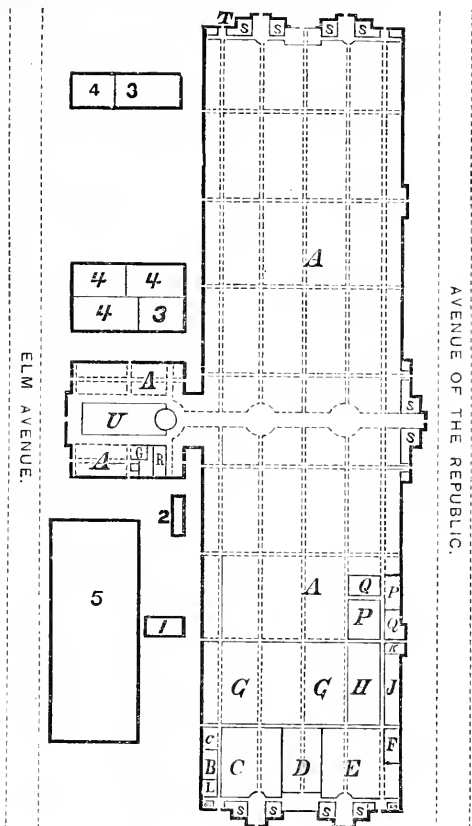 T
S S S S
4 3
A
4 4
4 3
ELM AVENUE.
AVENUE OF THE REPUBLIC.
A
U
S
S
A G R
2
5
1
A Q P
P Q
K
G G H J
C C D E F
B
L
S S S S